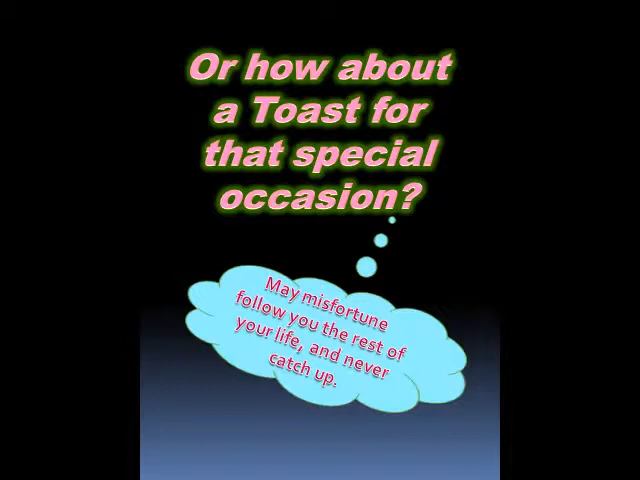 Or how about
a Toast for
that special
occasion?
May misfortune
follow you the rest of
your life, and never
catch up.